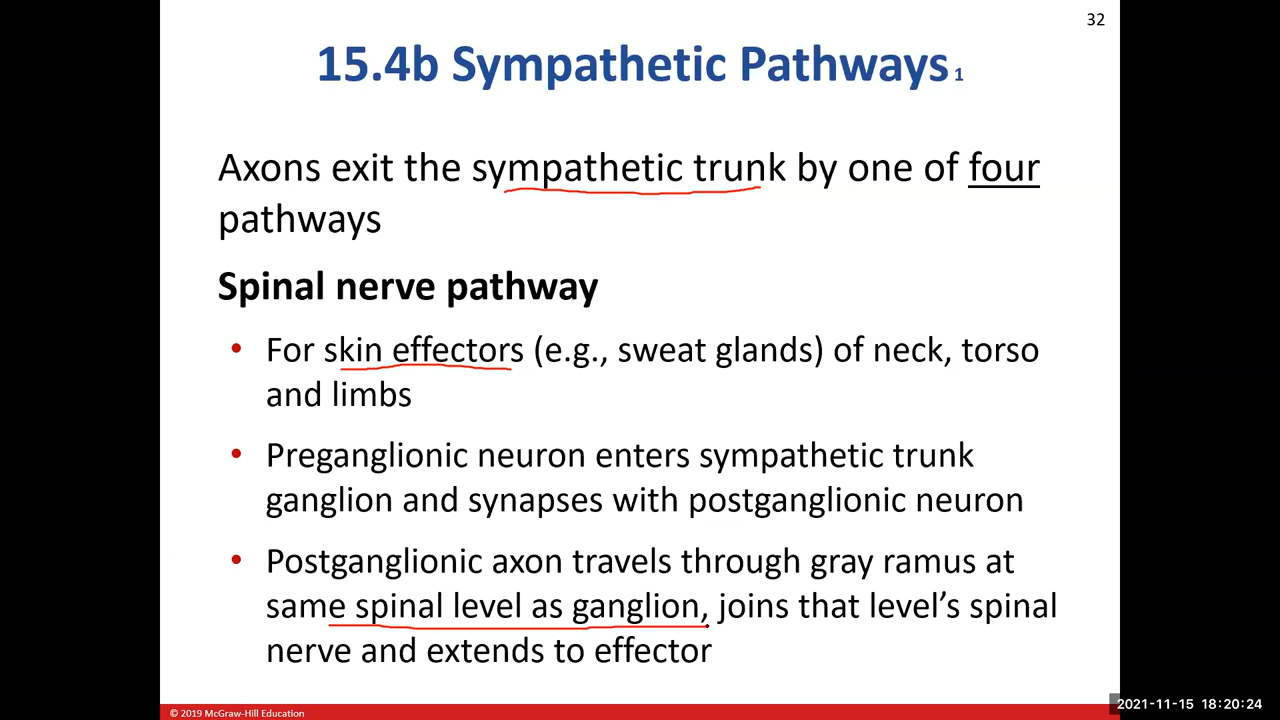 32
15.4b Sympathetic Pathways 1
Axons exit the sympathetic trunk by one of four
pathways
Spinal nerve pathway
• For skin effectors (e.g., sweat glands) of neck, torso
and limbs
• Preganglionic neuron enters sympathetic trunk
ganglion and synapses with postganglionic neuron
• Postganglionic axon travels through gray ramus at
same spinal level as ganglion, joins that level’s spinal
nerve and extends to effector
© 2019 McGraw-Hill Education
2021-11-15 18:20:24